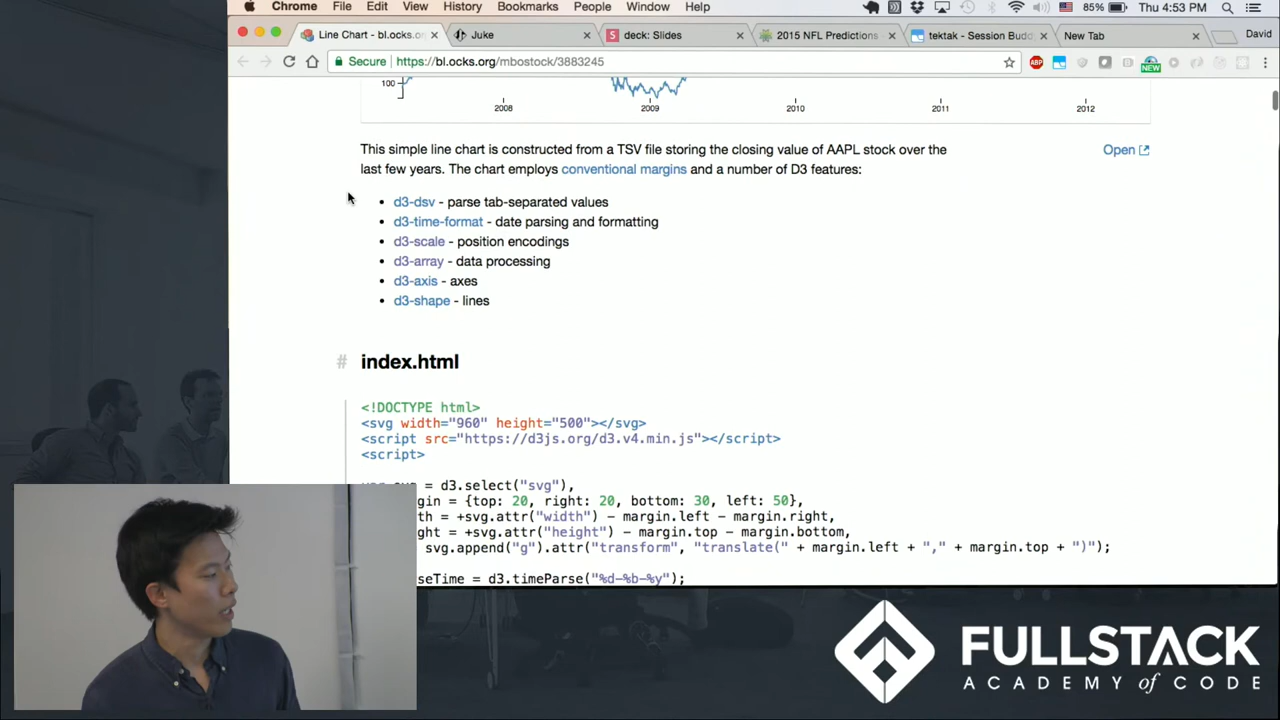 Chrome File Edit View History Bookmarks People Window Help 85% Thu 4:53 PM
Line Chart - bl.ocks.org Juke deck: Slides 2015 NFL Predictions tektak - Session Bud New Tab David
Secure https://bl.ocks.org/mbostock/3883245 ABP NEW
100
2008 2009 2010 2011 2012
This simple line chart is constructed from a TSV file storing the closing value of AAPL stock over the
last few years. The chart employs conventional margins and a number of D3 features:
Open
• d3-dsv - parse tab-separated values
• d3-time-format - date parsing and formatting
• d3-scale - position encodings
• d3-array - data processing
• d3-axis - axes
• d3-shape - lines
# index.html
<!DOCTYPE html>
<svg width="960" height="500"></svg>
<script src="https://d3js.org/d3.v4.min.js"></script>
<script>
= d3.select("svg"),
gin = {top: 20, right: 20, bottom: 30, left: 50},
th = +svg.attr("width") - margin.left - margin.right,
ght = +svg.attr("height") - margin.top - margin.bottom,
svg.append("g").attr("transform", "translate(" + margin.left + "," + margin.top + ")");
seTime = d3.timeParse("%d-%b-%y");
FULLSTACK
ACADEMY of CODE